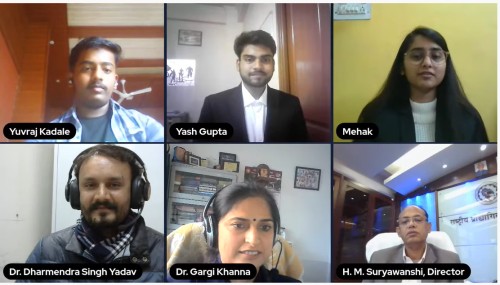 राष्ट्रीय प्रौद्योगि
Yuvraj Kadale
Yash Gupta
Mehak
Dr. Dharmendra Singh Yadav
Dr. Gargi Khanna
H. M. Suryawanshi, Director